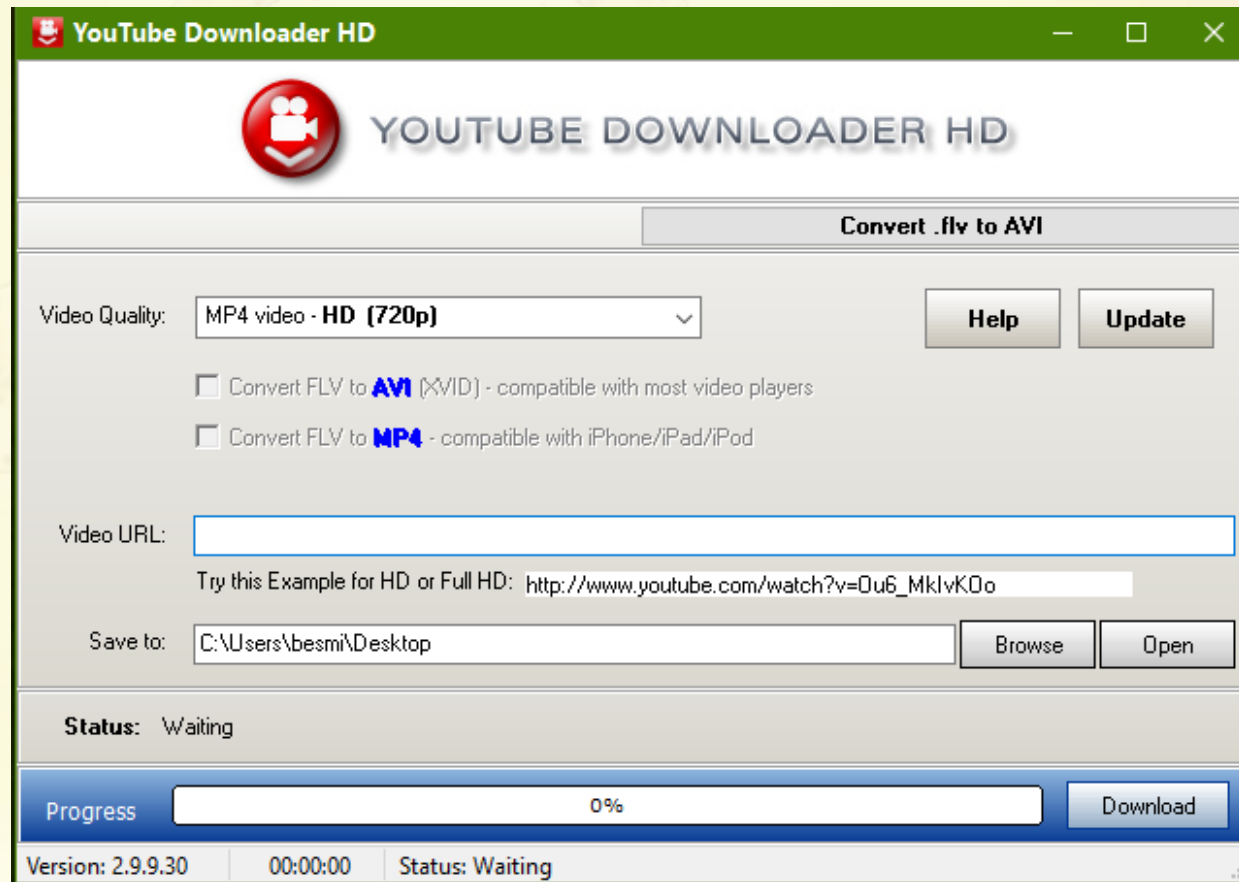 YouTube Downloader HD
YOUTUBE DOWNLOADER HD
Convert .flv to AVI
Video Quality: MP4 video - HD (720p) Help Update
Convert FLV to AVI (XVID) - compatible with most video players
Convert FLV to MP4 - compatible with iPhone/iPad/iPod
Video URL:
Try this Example for HD or Full HD: http://www.youtube.com/watch?v=Ou6_MkIvKOo
Save to: C:\Users\besmi\Desktop Browse Open
Status: Waiting
Progress 0% Download
Version: 2.9.9.30 00:00:00 Status: Waiting